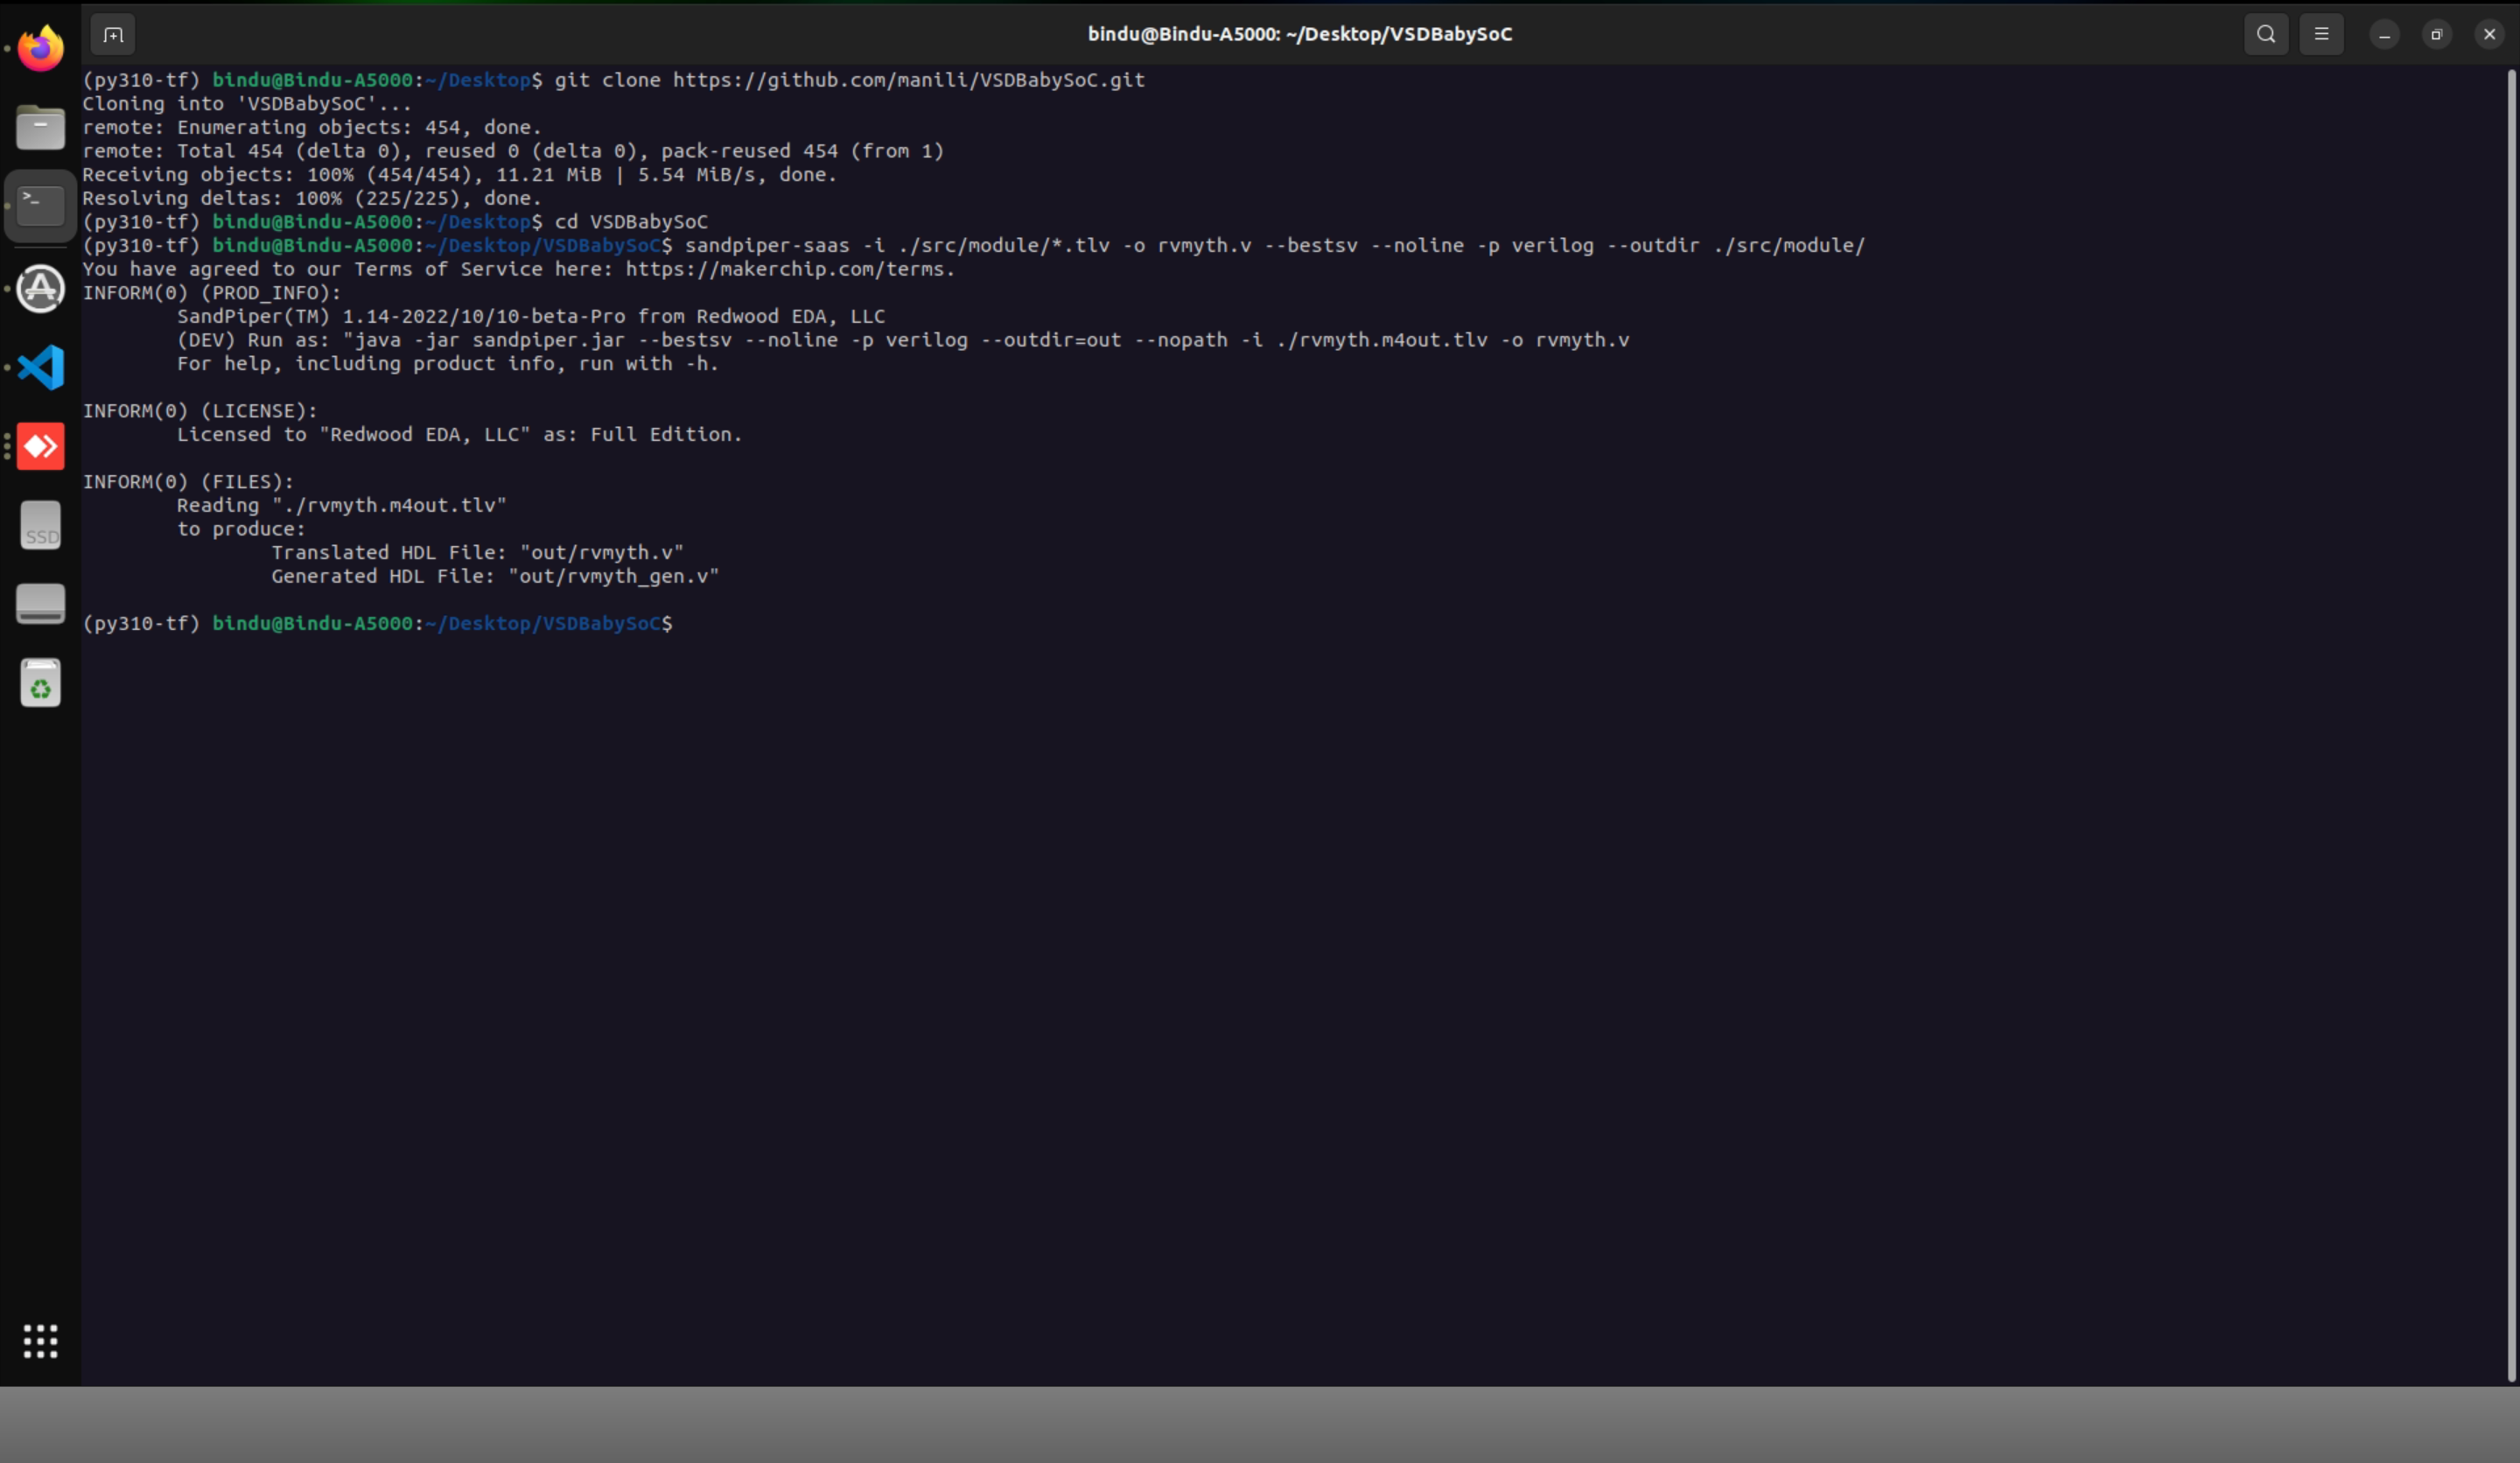 bindu@Bindu-A5000: ~/Desktop/VSDBabySoC
(py310-tf) bindu@Bindu-A5000:~/Desktop$ git clone https://github.com/manili/VSDBabySoC.git
Cloning into 'VSDBabySoC'...
remote: Enumerating objects: 454, done.
remote: Total 454 (delta 0), reused 0 (delta 0), pack-reused 454 (from 1)
Receiving objects: 100% (454/454), 11.21 MiB | 5.54 MiB/s, done.
Resolving deltas: 100% (225/225), done.
(py310-tf) bindu@Bindu-A5000:~/Desktop$ cd VSDBabySoC
(py310-tf) bindu@Bindu-A5000:~/Desktop/VSDBabySoC$ sandpiper-saas -i ./src/module/*.tlv -o rvmyth.v --bestsv --noline -p verilog --outdir ./src/module/
You have agreed to our Terms of Service here: https://makerchip.com/terms.
INFORM(0) (PROD_INFO):
SandPiper(TM) 1.14-2022/10/10-beta-Pro from Redwood EDA, LLC
(DEV) Run as: "java -jar sandpiper.jar --bestsv --noline -p verilog --outdir=out --nopath -i ./rvmyth.m4out.tlv -o rvmyth.v
For help, including product info, run with -h.
INFORM(0) (LICENSE):
Licensed to "Redwood EDA, LLC" as: Full Edition.
INFORM(0) (FILES):
Reading "./rvmyth.m4out.tlv"
to produce:
Translated HDL File: "out/rvmyth.v"
Generated HDL File: "out/rvmyth_gen.v"
(py310-tf) bindu@Bindu-A5000:~/Desktop/VSDBabySoC$
SSD